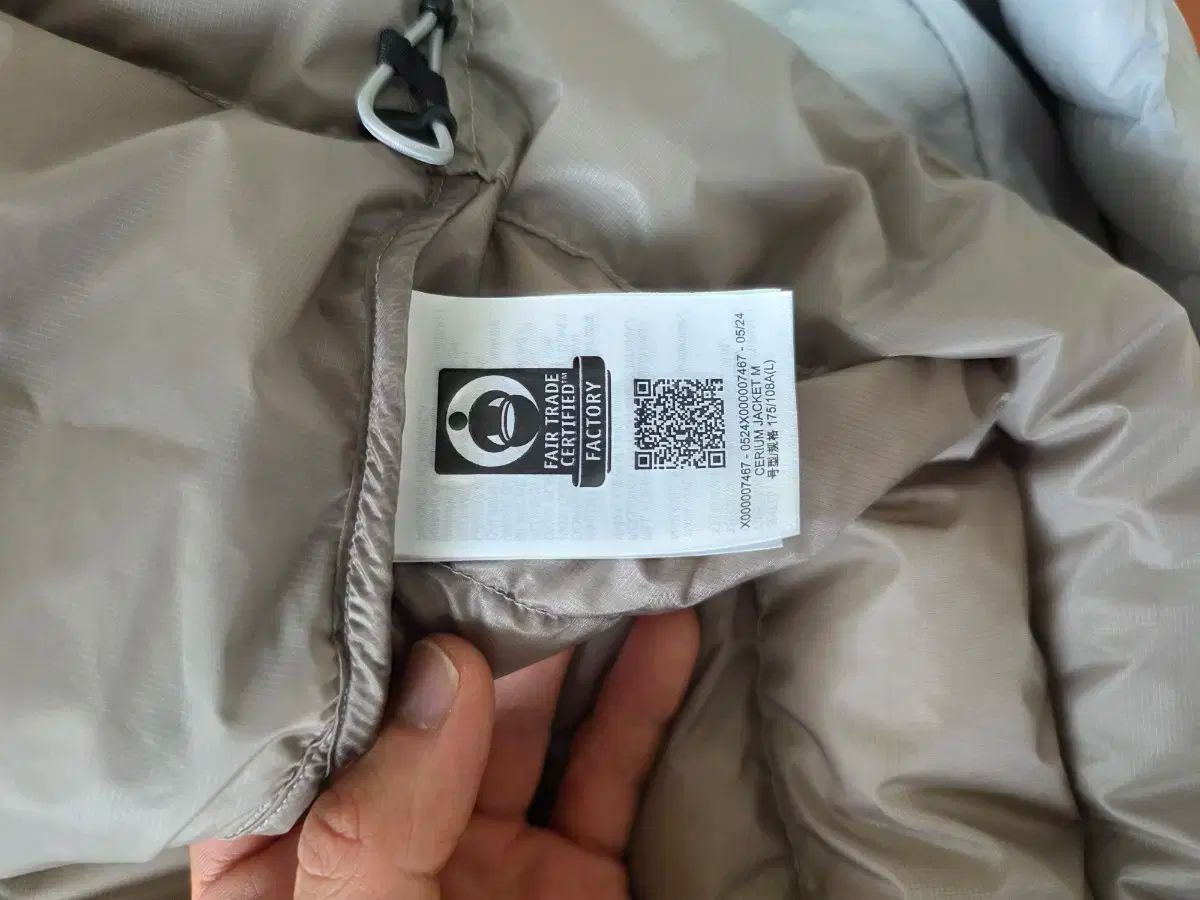 FAIR TRADE
CERTIFIED™
FACTORY
X000007467 - 0524X000007467 - 05/24
CERIUM JACKET M
号型/规格 175/108A(L)